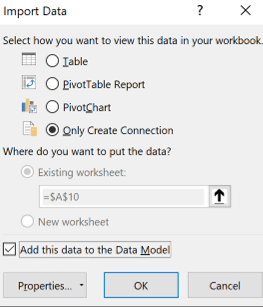 Import Data ? X
Select how you want to view this data in your workbook.
Table
PivotTable Report
PivotChart
Only Create Connection
Where do you want to put the data?
Existing worksheet:
=$A$10
New worksheet
Add this data to the Data Model
Properties...
OK
Cancel